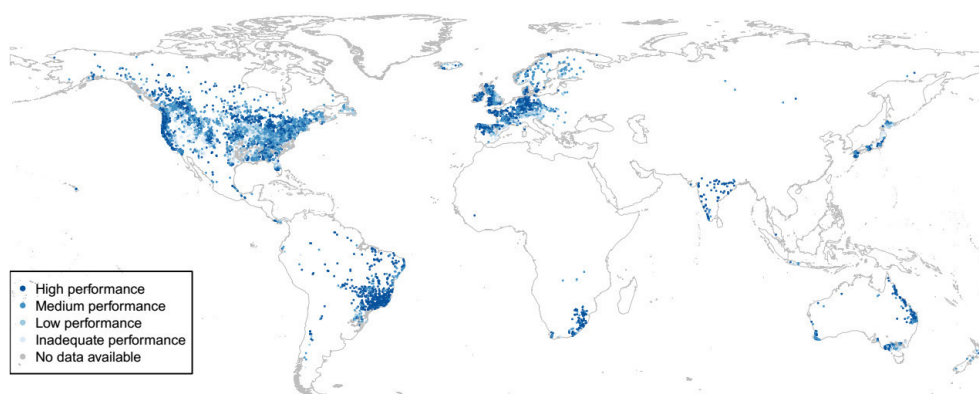 High performance
Medium performance
Low performance
Inadequate performance
No data available